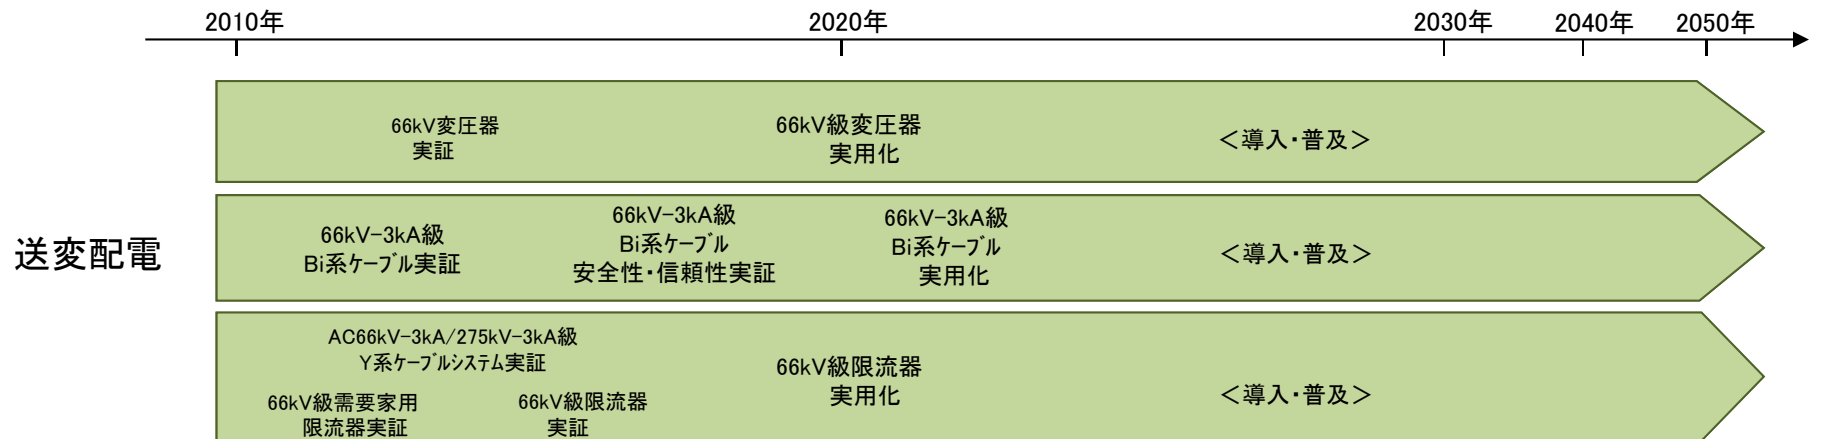 2010年
2020年
2030年
2040年
2050年
送変配電
66kV変圧器
実証
66kV級変圧器
実用化
＜導入・普及＞
66kV-3kA級
Bi系ｹｰﾌﾞﾙ実証
66kV-3kA級
Bi系ｹｰﾌﾞﾙ
安全性・信頼性実証
66kV-3kA級
Bi系ｹｰﾌﾞﾙ
実用化
＜導入・普及＞
AC66kV-3kA/275kV-3kA級
Y系ｹｰﾌﾞﾙｼｽﾃﾑ実証
66kV級需要家用
限流器実証
66kV級限流器
実証
66kV級限流器
実用化
＜導入・普及＞